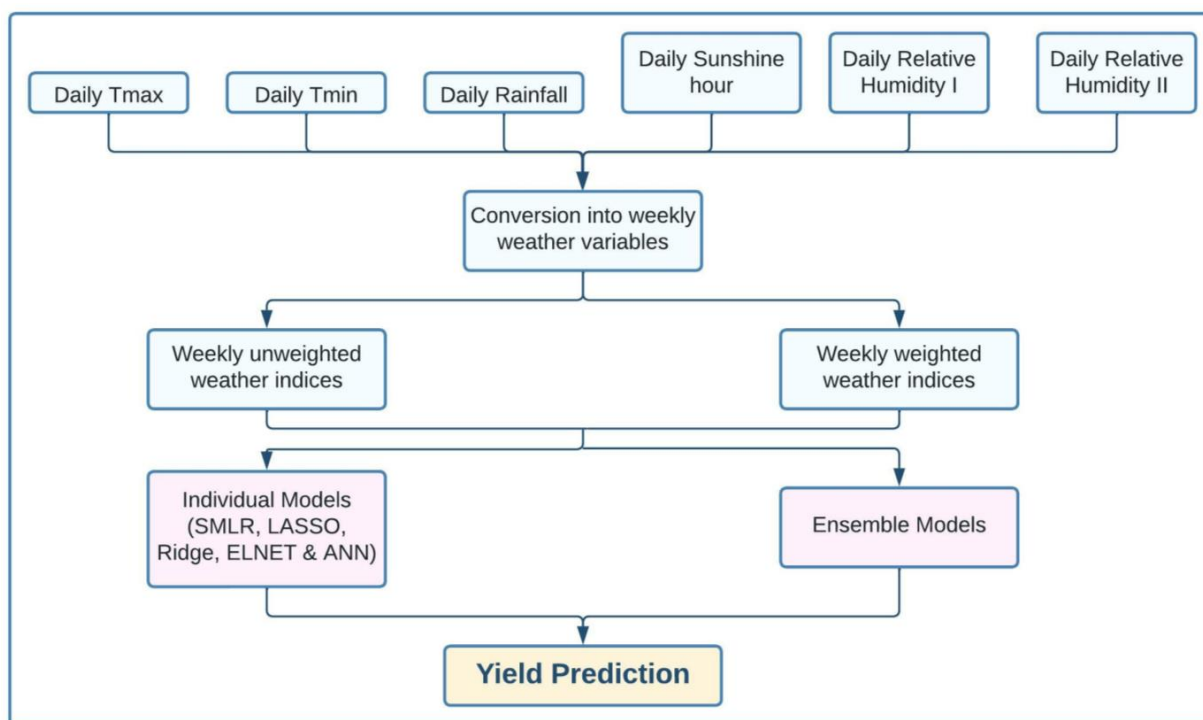 Daily Tmax
Daily Tmin
Daily Rainfall
Daily Sunshine
hour
Daily Relative
Humidity I
Daily Relative
Humidity II
Conversion into weekly
weather variables
Weekly unweighted
weather indices
Weekly weighted
weather indices
Individual Models
(SMLR, LASSO,
Ridge, ELNET & ANN)
Ensemble Models
Yield Prediction